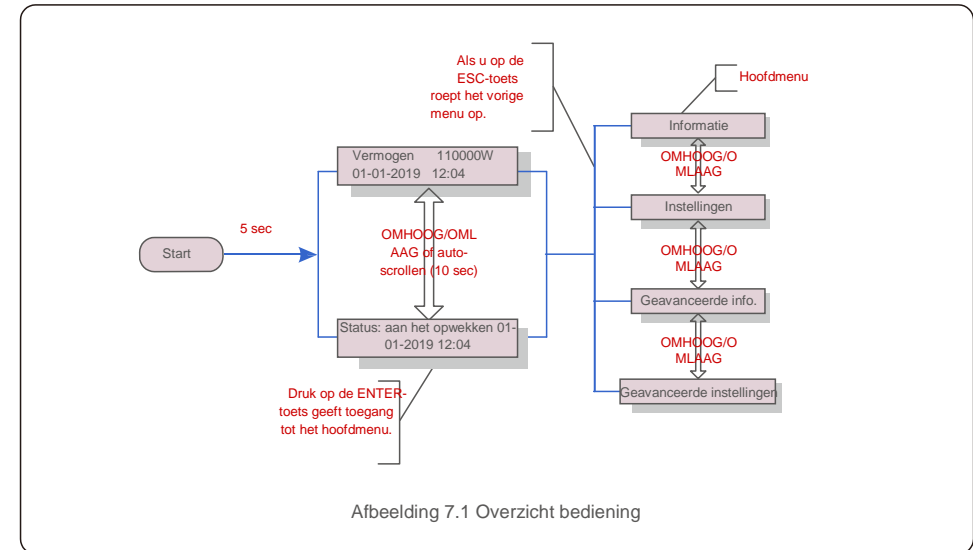 Als u op de
ESC-toets
roept het vorige
menu op.
Hoofdmenu
Informatie
OMHOOG/O
MLAAG
Vermogen 110000W
01-01-2019 12:04
Instellingen
5 sec
Start
OMHOOG/OML
AAG of auto-
scrollen (10 sec)
OMHOOG/O
MLAAG
Geavanceerde info.
Status: aan het opwekken 01-
01-2019 12:04
OMHOOG/O
MLAAG
Druk op de ENTER-
toets geeft toegang
tot het hoofdmenu.
Geavanceerde instellingen
Afbeelding 7.1 Overzicht bediening